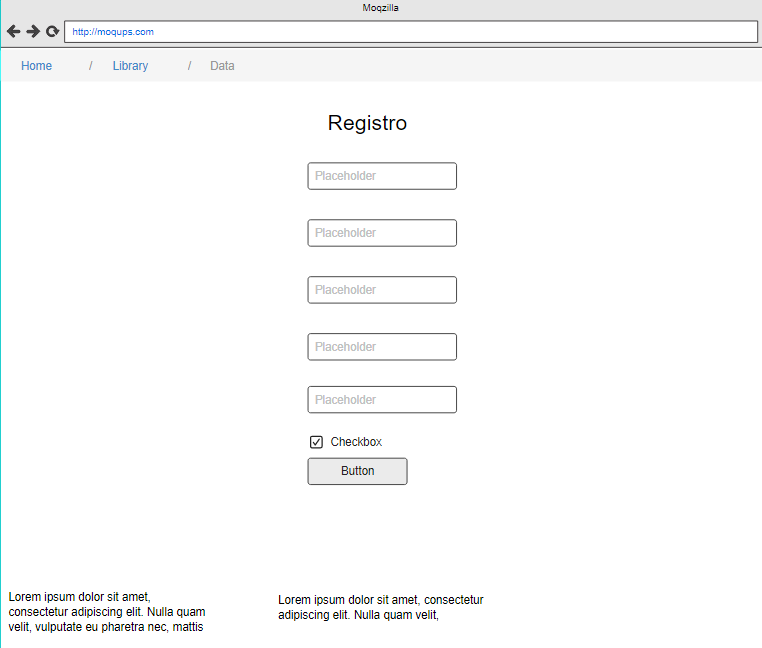 Moqzilla
http://moqups.com
Home / Library / Data
Registro
Placeholder
Placeholder
Placeholder
Placeholder
Placeholder
Checkbox
Button
Lorem ipsum dolor sit amet,
consectetur adipiscing elit. Nulla quam
velit, vulputate eu pharetra nec, mattis
Lorem ipsum dolor sit amet, consectetur
adipiscing elit. Nulla quam velit,